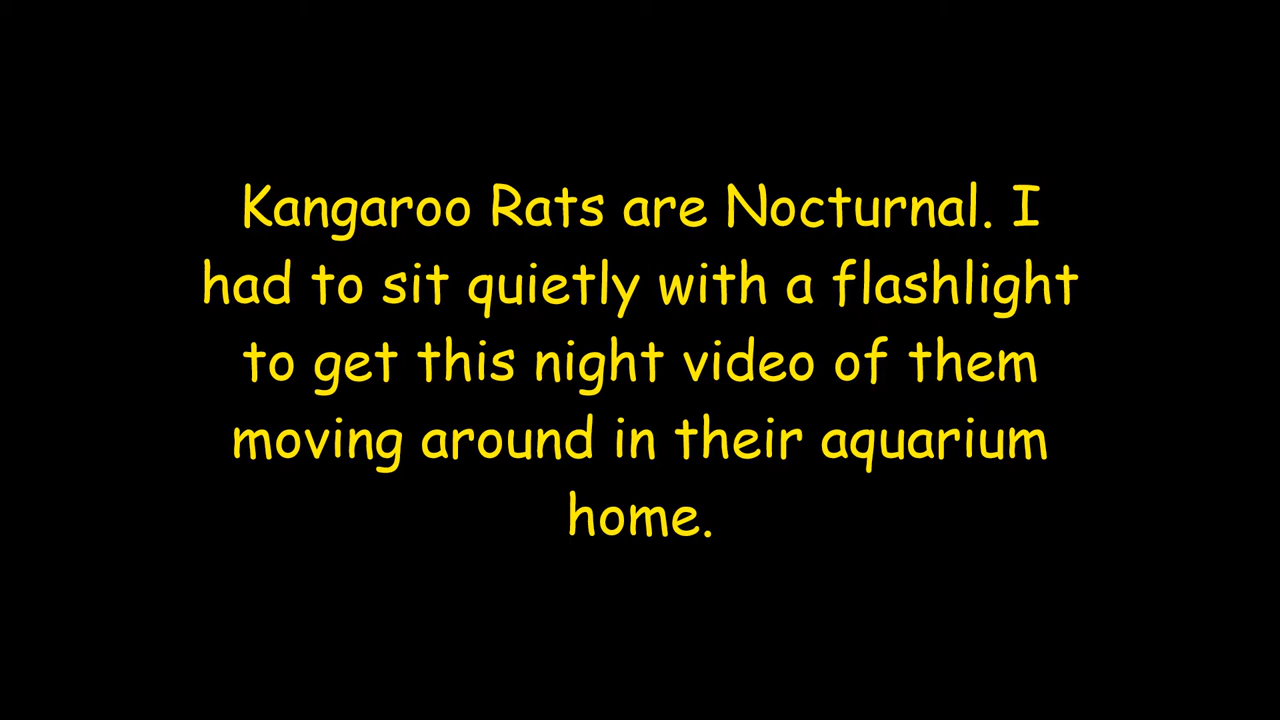 Kangaroo Rats are Nocturnal. I
had to sit quietly with a flashlight
to get this night video of them
moving around in their aquarium
home.